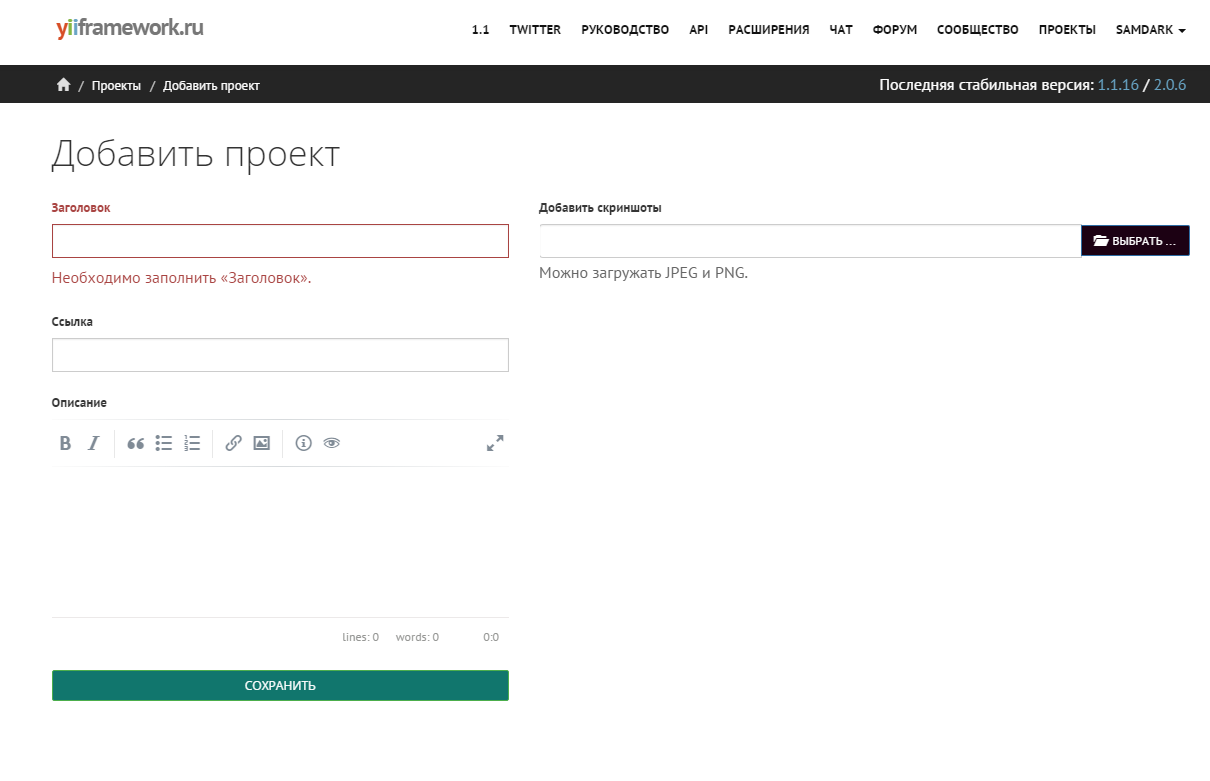 yiiframework.ru
1.1 TWITTER РУКОВОДСТВО API РАСШИРЕНИЯ ЧАТ ФОРУМ СООБЩЕСТВО ПРОЕКТЫ SAMDARK
/ Проекты / Добавить проект
Последняя стабильная версия: 1.1.16 / 2.0.6
Добавить проект
Заголовок
Необходимо заполнить «Заголовок».
Ссылка
Описание
B I
lines: 0 words: 0 0:0
СОХРАНИТЬ
Добавить скриншоты
ВЫБРАТЬ ...
Можно загружать JPEG и PNG.